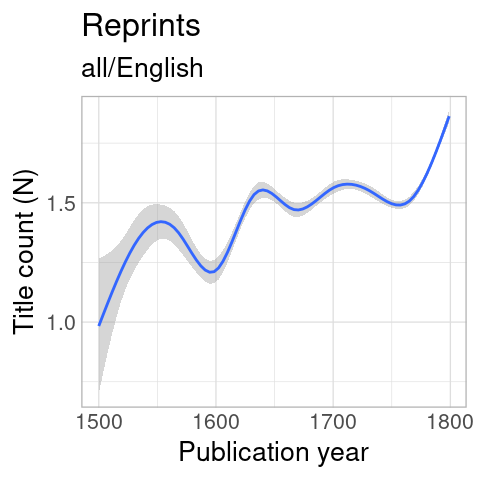 Reprints
all/English
Title count (N)
1.5
1.0
1500 1600 1700 1800
Publication year